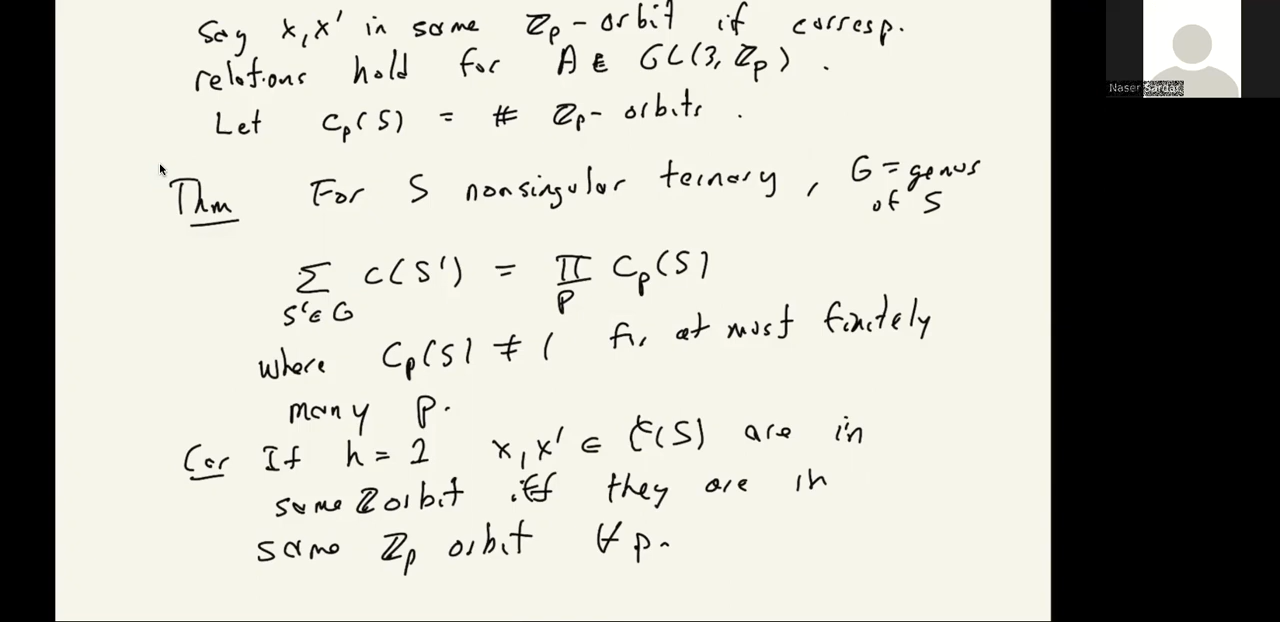 Say x, x' in same ℤp - orbit if corresp.
relations hold for A ∈ GL(3, ℤp).
Let Cp(S) = # ℤp - orbits.
Thm For S nonsingular ternary, G = genus of S
∑ S'∈G c(S') = ∏ p Cp(S)
where Cp(S) ≠ 1 for at most finitely
many p.
Cor If h = 1 x, x' ∈ C(S) are in
same ℤ orbit iff they are in
same ℤp orbit ∀ p.
Naser Sardar